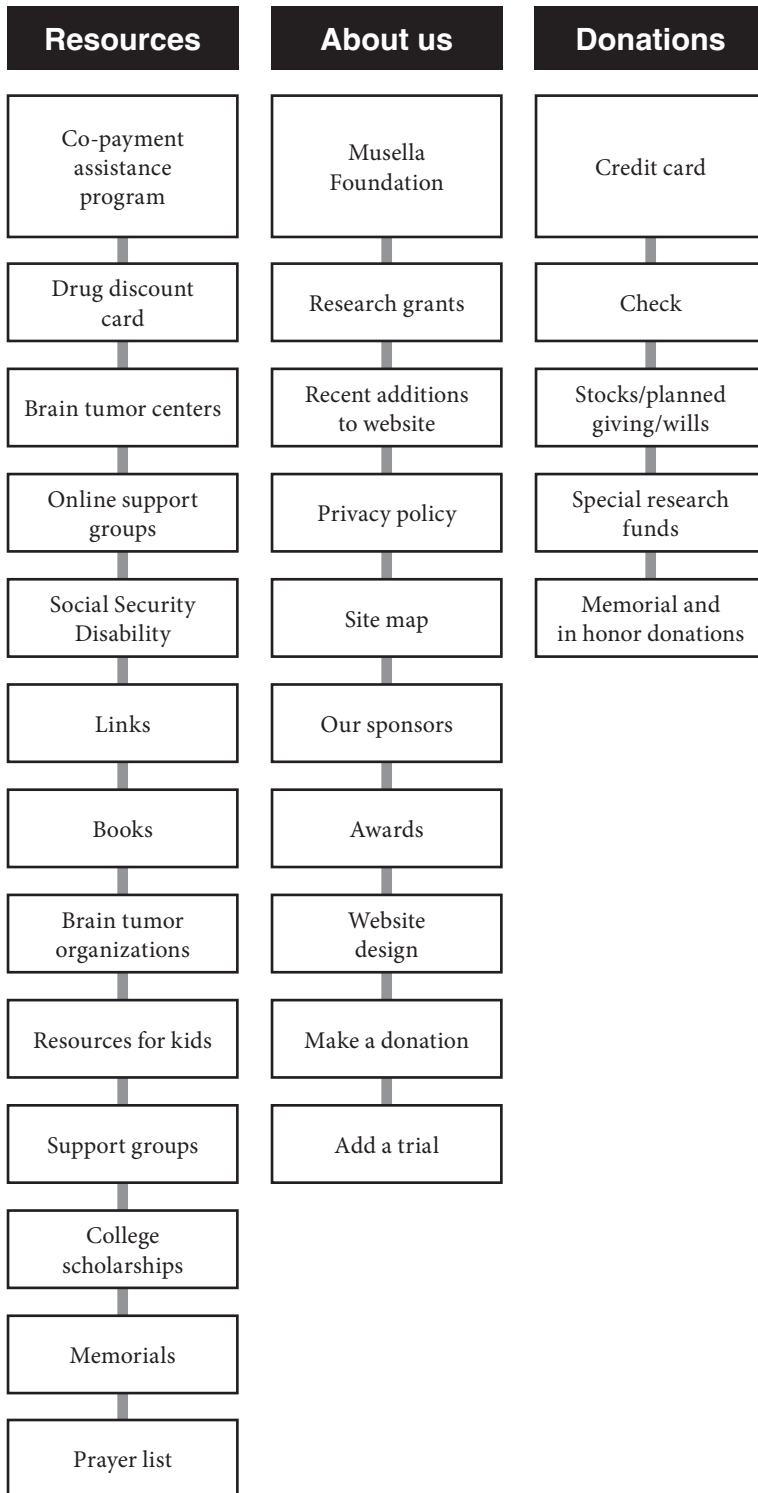 Resources
Co-payment
assistance
program
Drug discount
card
Brain tumor centers
Online support
groups
Social Security
Disability
Links
Books
Brain tumor
organizations
Resources for kids
Support groups
College
scholarships
Memorials
Prayer list
About us
Musella
Foundation
Research grants
Recent additions
to website
Privacy policy
Site map
Our sponsors
Awards
Website
design
Make a donation
Add a trial
Donations
Credit card
Check
Stocks/planned
giving/wills
Special research
funds
Memorial and
in honor donations